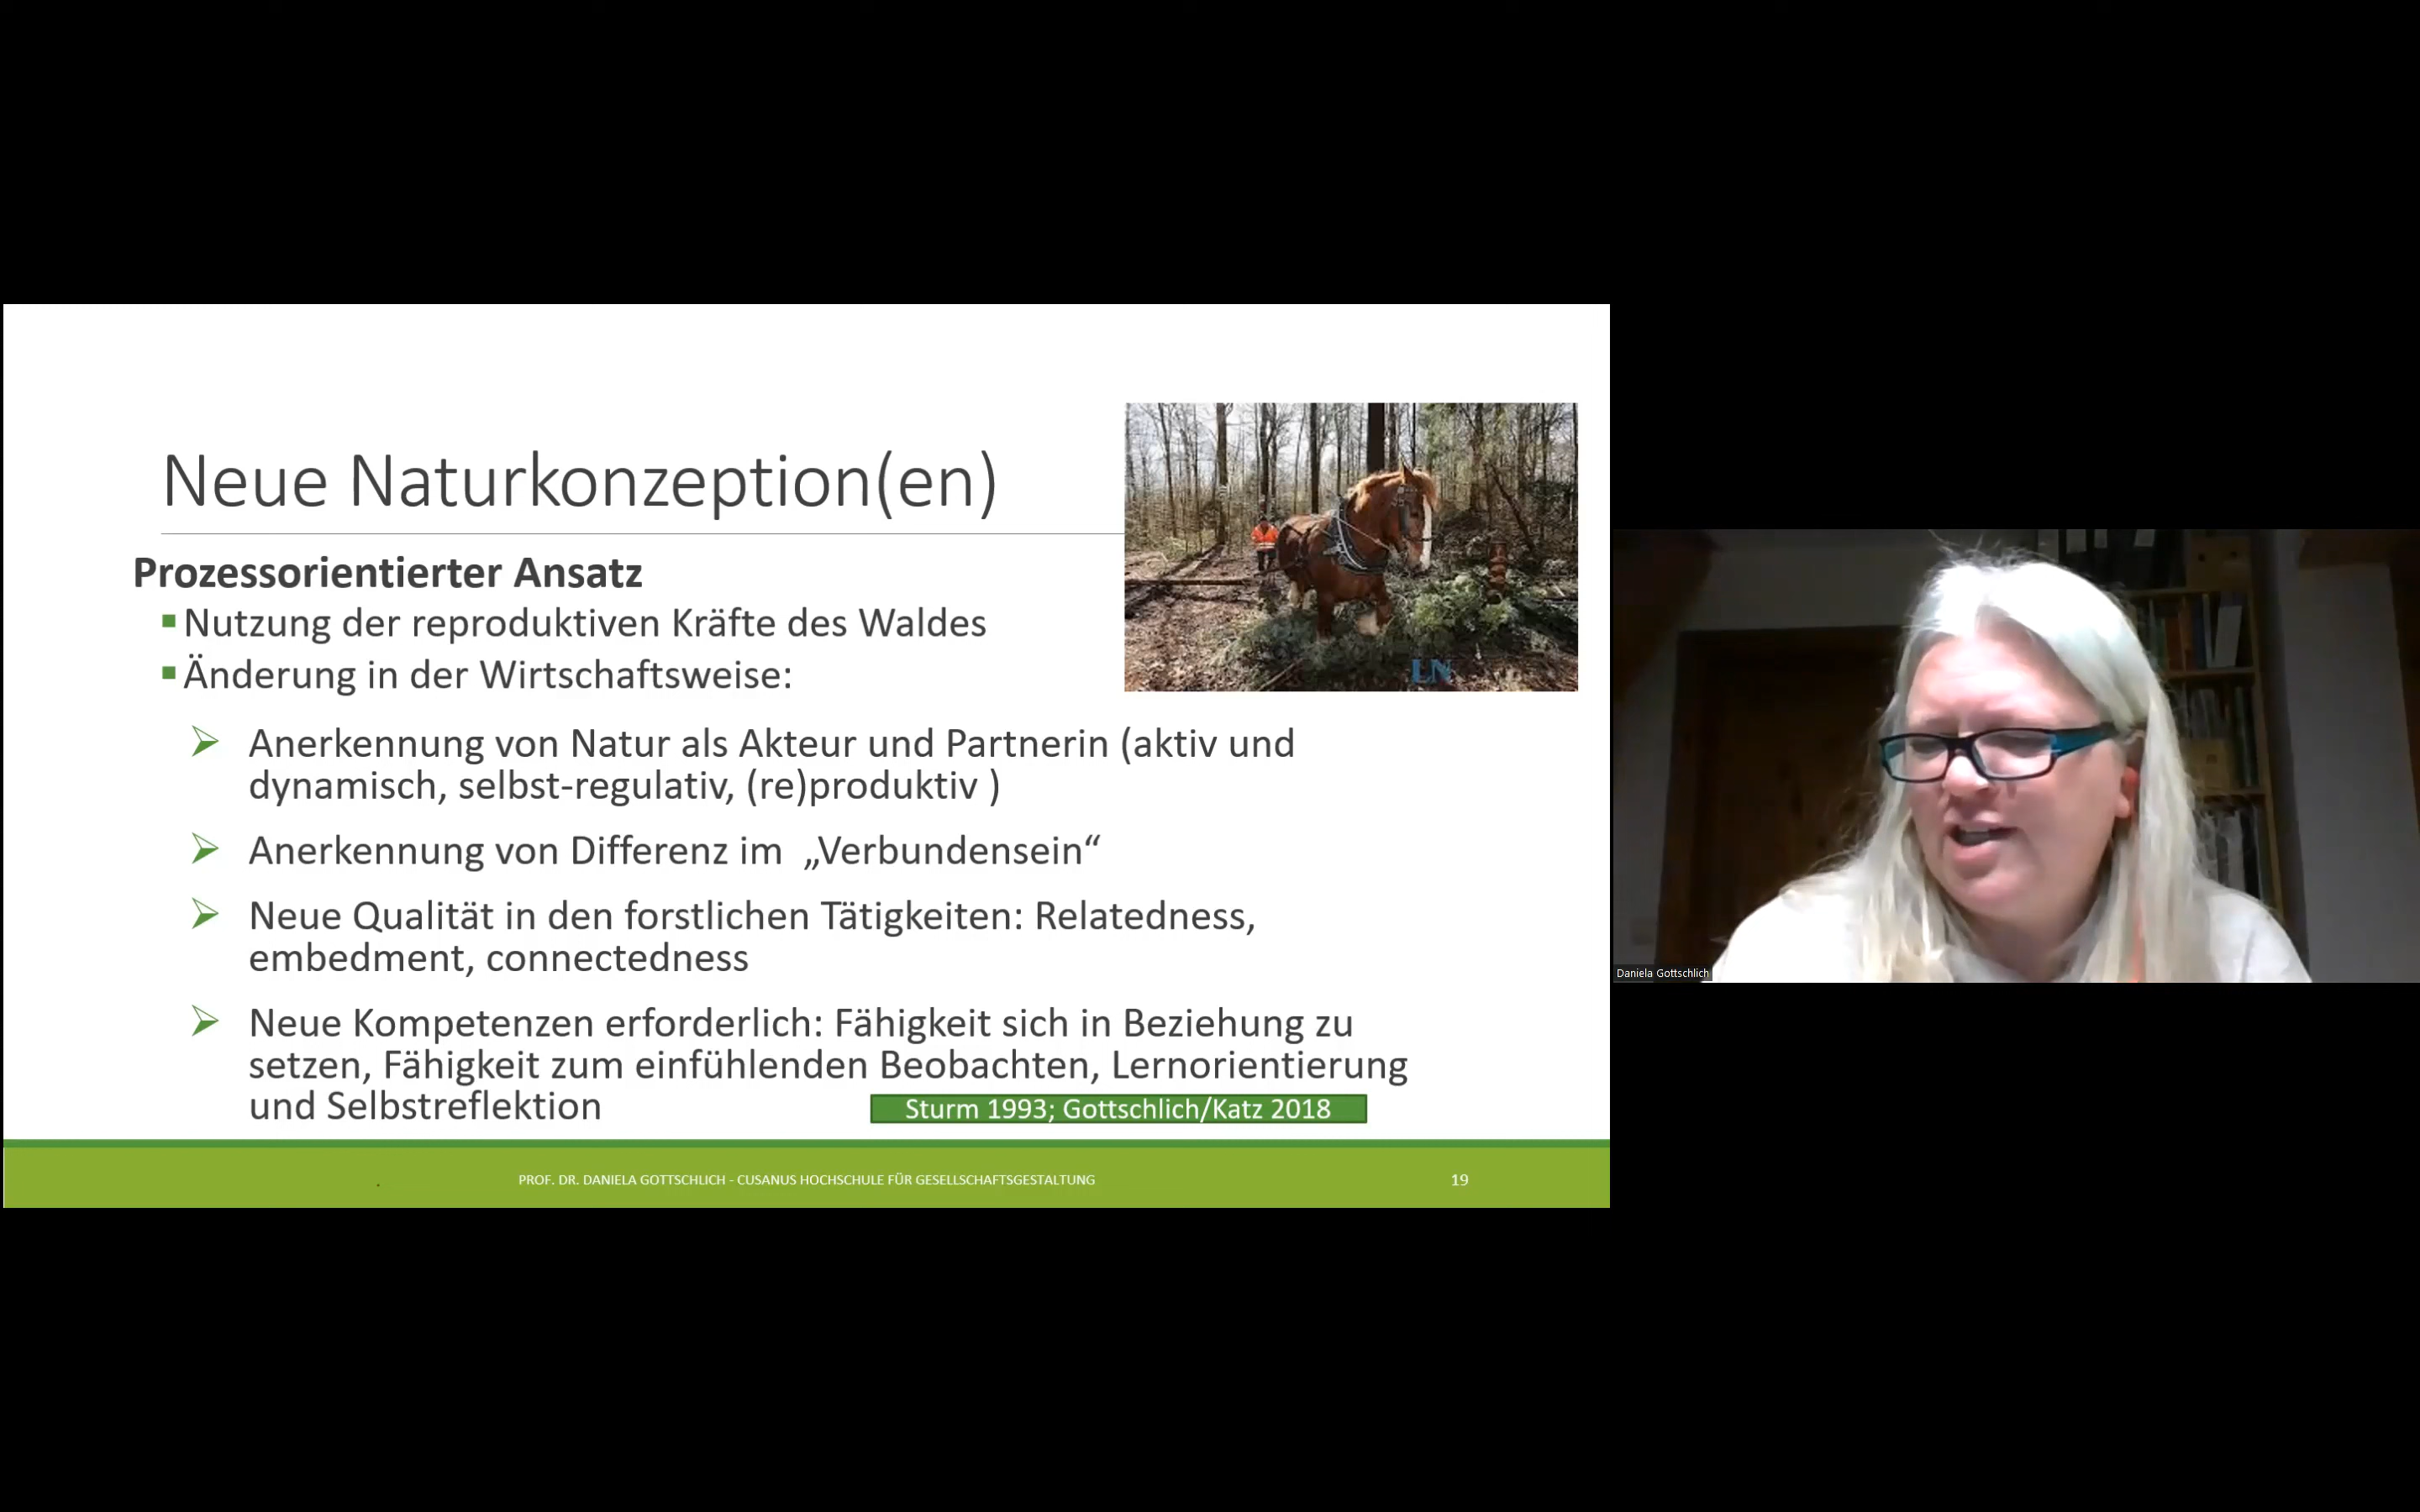 Neue Naturkonzeption(en)
Prozessorientierter Ansatz
Nutzung der reproduktiven Kräfte des Waldes
Änderung in der Wirtschaftsweise:
Anerkennung von Natur als Akteur und Partnerin (aktiv und
dynamisch, selbst-regulativ, (re)produktiv )
Anerkennung von Differenz im „Verbundensein“
Neue Qualität in den forstlichen Tätigkeiten: Relatedness,
embedment, connectedness
Neue Kompetenzen erforderlich: Fähigkeit sich in Beziehung zu
setzen, Fähigkeit zum einfühlenden Beobachten, Lernorientierung
und Selbstreflektion
Sturm 1993; Gottschlich/Katz 2018
PROF. DR. DANIELA GOTTSCHLICH - CUSANUS HOCHSCHULE FÜR GESELLSCHAFTSGESTALTUNG
19
LN
Daniela Gottschlich